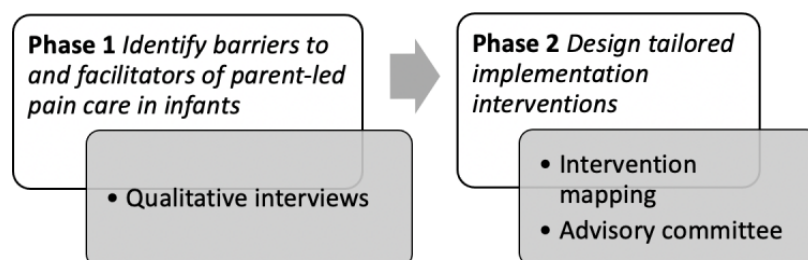 Phase 1 Identify barriers to
and facilitators of parent-led
pain care in infants
• Qualitative interviews
Phase 2 Design tailored
implementation
interventions
• Intervention
mapping
• Advisory committee